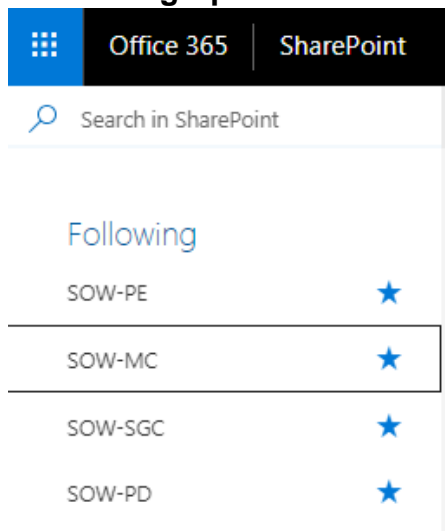 Office 365 SharePoint
Search in SharePoint
Following
SOW-PE
SOW-MC
SOW-SGC
SOW-PD